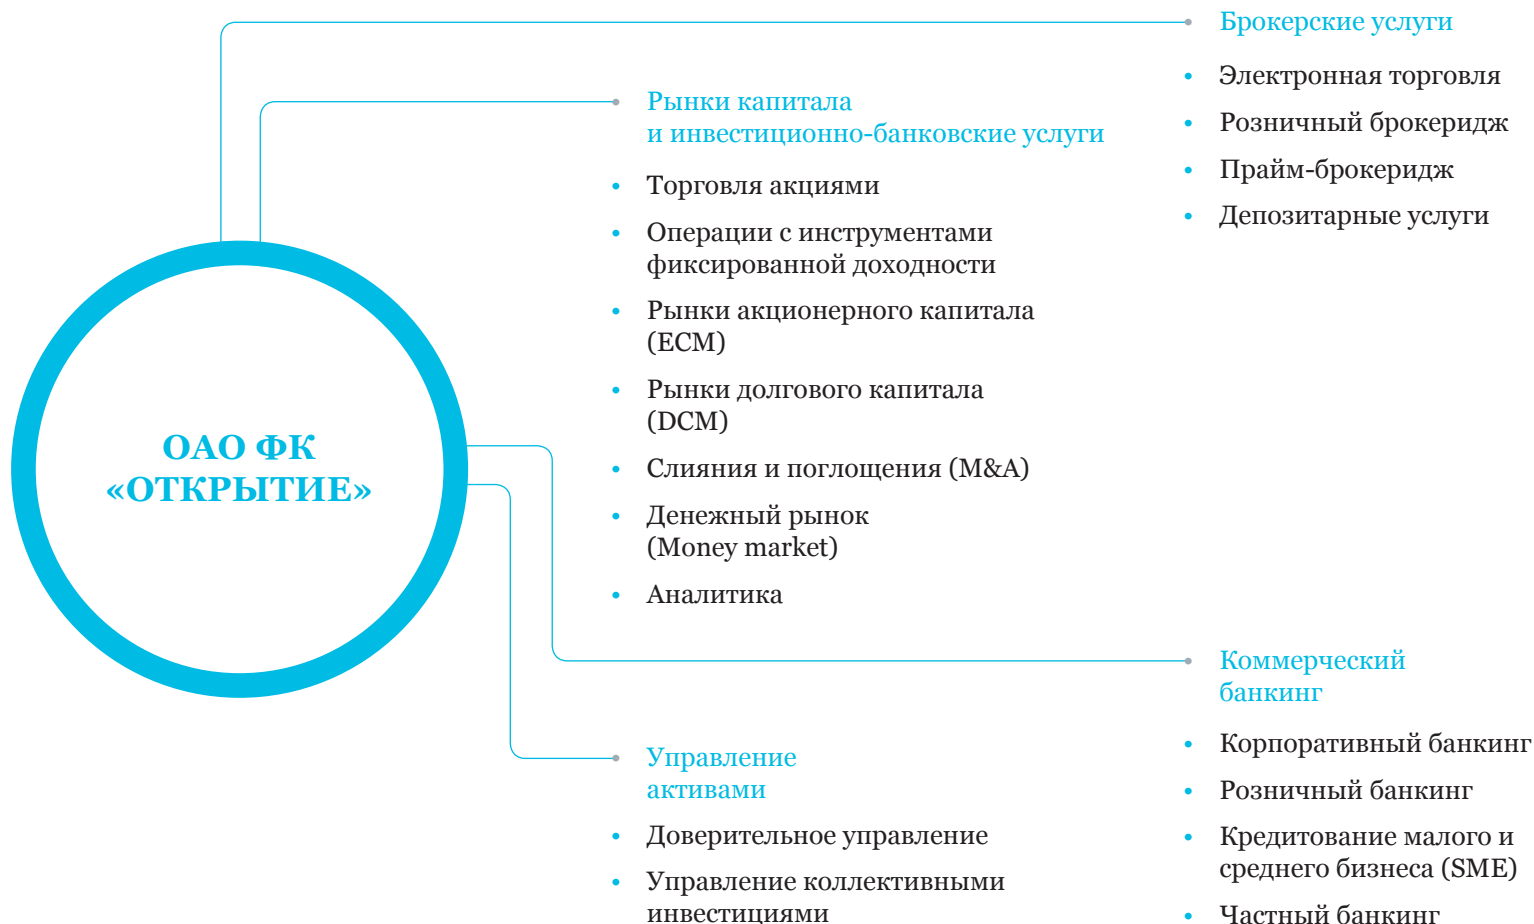 Брокерские услуги
• Электронная торговля
• Розничный брокеридж
• Прайм-брокеридж
• Депозитарные услуги
Рынки капитала
и инвестиционно-банковские услуги
• Торговля акциями
• Операции с инструментами
фиксированной доходности
• Рынки акционерного капитала
(ECM)
• Рынки долгового капитала
(DCM)
• Слияния и поглощения (M&A)
• Денежный рынок
(Money market)
• Аналитика
ОАО ФК
«ОТКРЫТИЕ»
Коммерческий
банкинг
• Корпоративный банкинг
• Розничный банкинг
• Кредитование малого и
среднего бизнеса (SME)
• Частный банкинг
Управление
активами
• Доверительное управление
• Управление коллективными
инвестициями